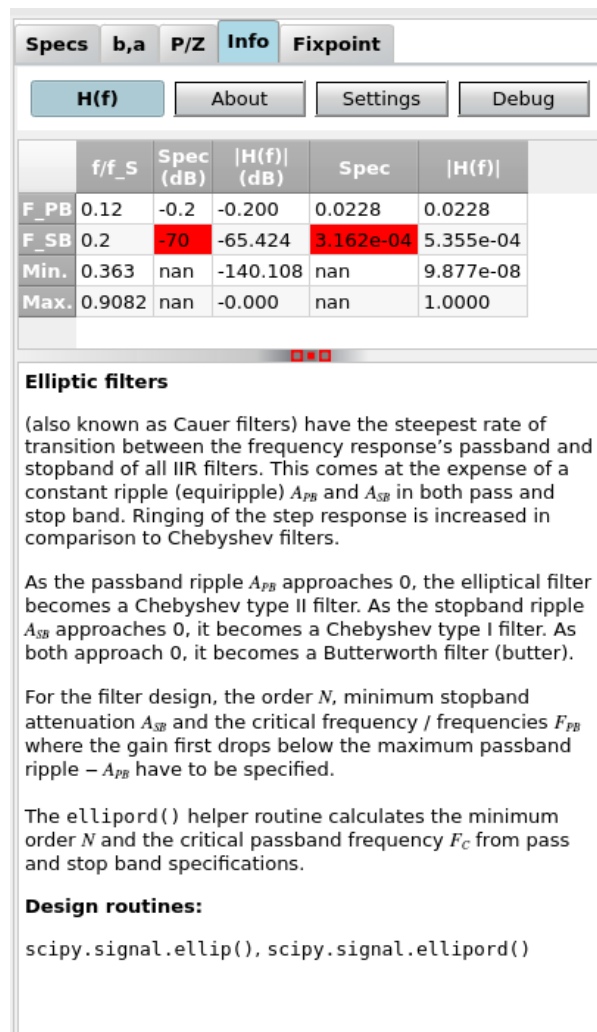 Specs b,a P/Z Info Fixpoint
H(f) About Settings Debug
f/f_S Spec (dB) |H(f)| (dB) Spec |H(f)|
F_PB 0.12 -0.2 -0.200 0.0228 0.0228
F_SB 0.2 -70 -65.424 3.162e-04 5.355e-04
Min. 0.363 nan -140.108 nan 9.877e-08
Max. 0.9082 nan -0.000 nan 1.0000
Elliptic filters
(also known as Cauer filters) have the steepest rate of
transition between the frequency response’s passband and
stopband of all IIR filters. This comes at the expense of a
constant ripple (equiripple) A_PB and A_SB in both pass and
stop band. Ringing of the step response is increased in
comparison to Chebyshev filters.
As the passband ripple A_PB approaches 0, the elliptical filter
becomes a Chebyshev type II filter. As the stopband ripple
A_SB approaches 0, it becomes a Chebyshev type I filter. As
both approach 0, it becomes a Butterworth filter (butter).
For the filter design, the order N, minimum stopband
attenuation A_SB and the critical frequency / frequencies F_PB
where the gain first drops below the maximum passband
ripple − A_PB have to be specified.
The ellipord() helper routine calculates the minimum
order N and the critical passband frequency F_C from pass
and stop band specifications.
Design routines:
scipy.signal.ellip(), scipy.signal.ellipord()